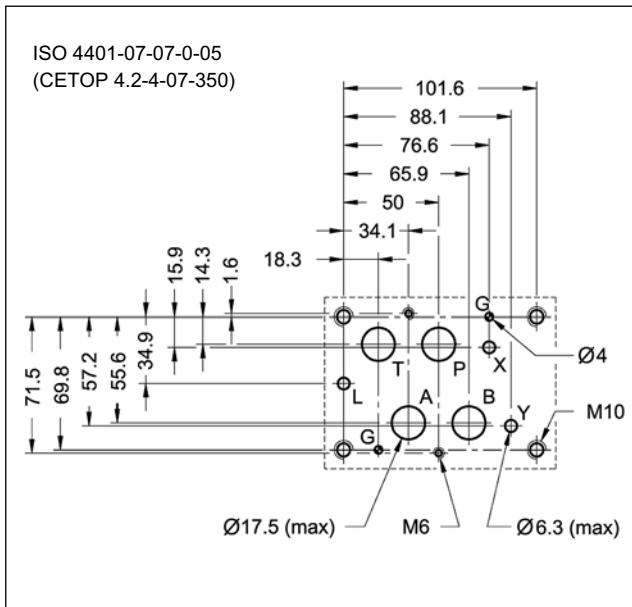 ISO 4401-07-07-0-05
(CETOP 4.2-4-07-350)
101.6
88.1
76.6
65.9
50
34.1
18.3
15.9
14.3
1.6
G
Ø4
T
P
X
71.5
69.8
57.2
55.6
34.9
L
A
B
Y
M10
G
Ø17.5 (max)
M6
Ø6.3 (max)